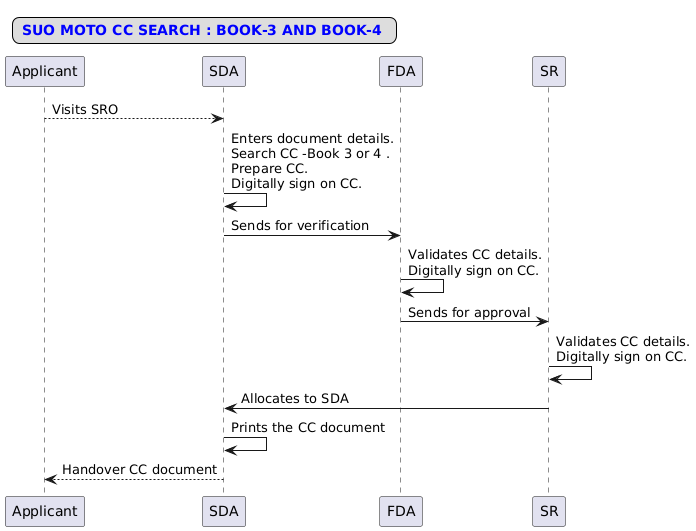 SUO MOTO CC SEARCH : BOOK-3 AND BOOK-4
Applicant SDA FDA SR
Visits SRO
Enters document details.
Search CC -Book 3 or 4 .
Prepare CC.
Digitally sign on CC.
Sends for verification
Validates CC details.
Digitally sign on CC.
Sends for approval
Validates CC details.
Digitally sign on CC.
Allocates to SDA
Prints the CC document
Handover CC document
Applicant SDA FDA SR